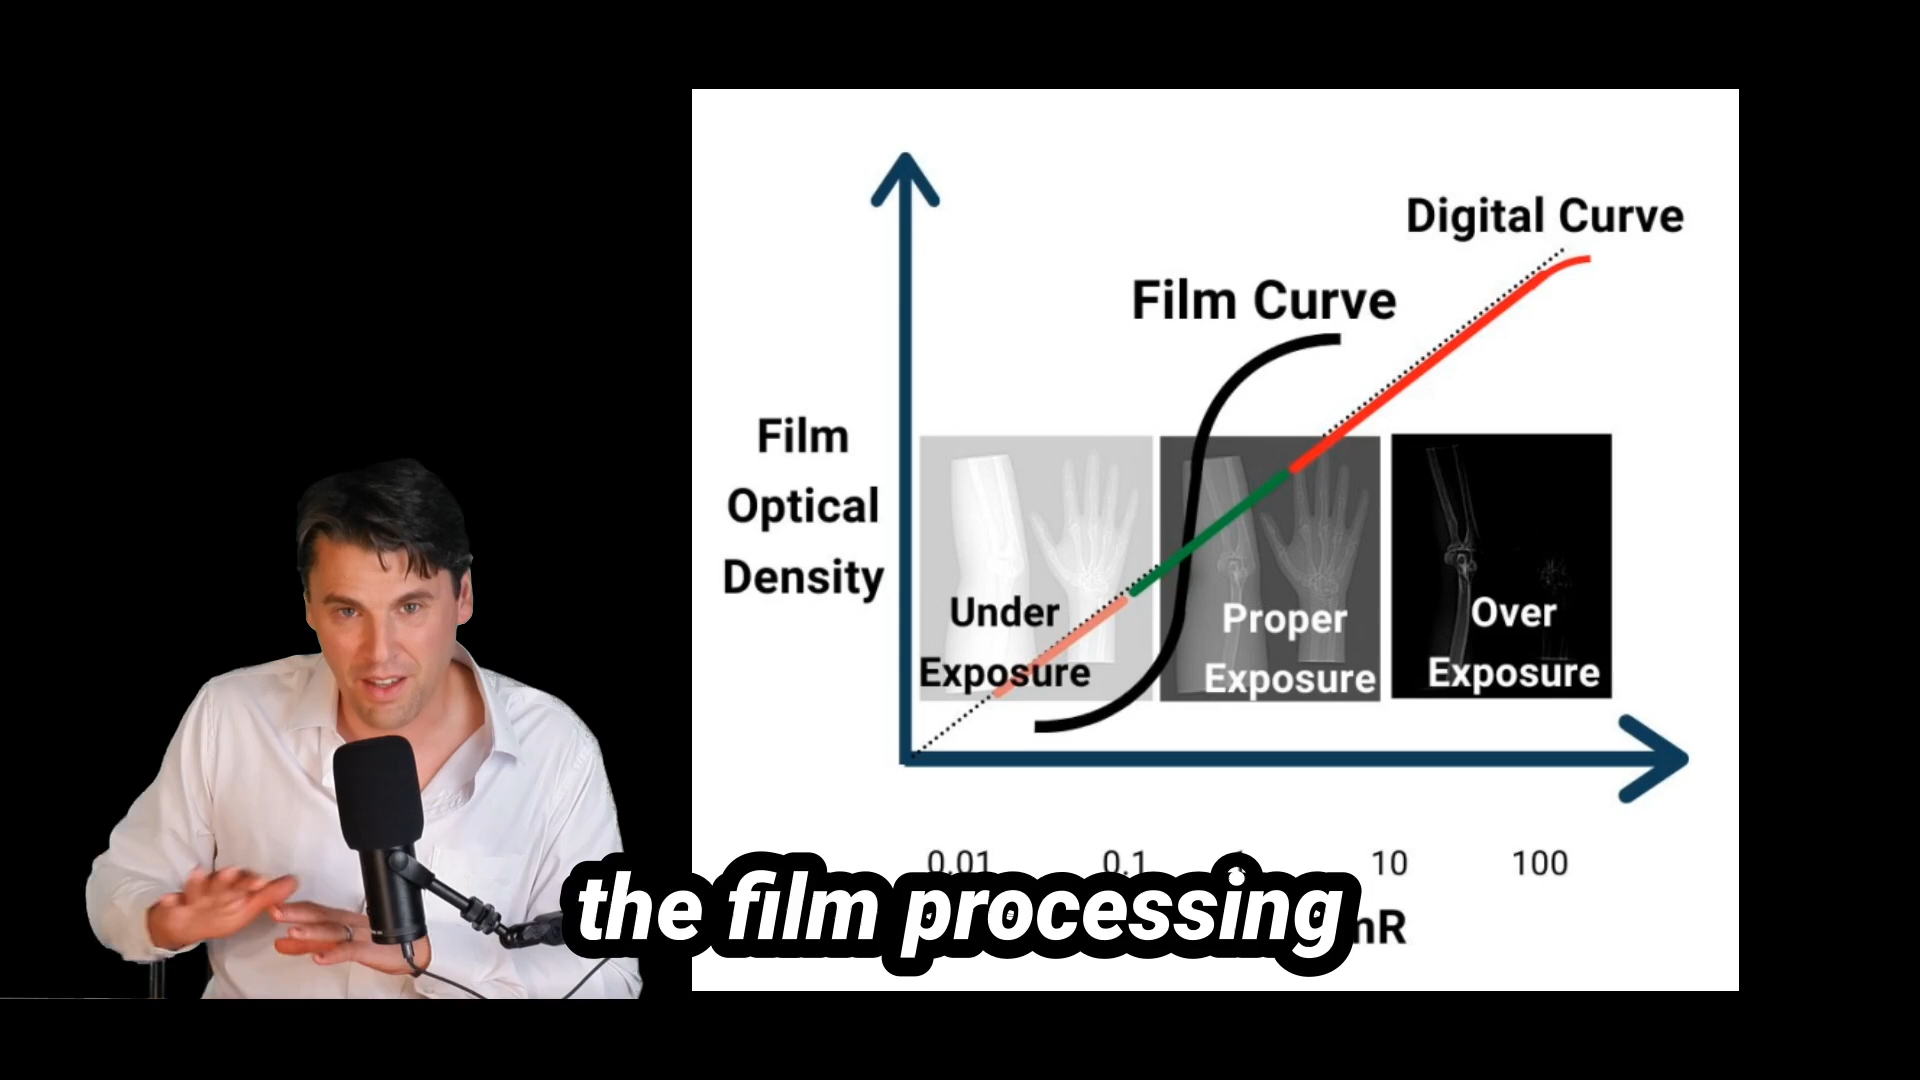 Digital Curve
Film Curve
Film
Optical
Density
Under
Exposure
Proper
Exposure
Over
Exposure
0.01 0.1 10 100
the film processing
mR